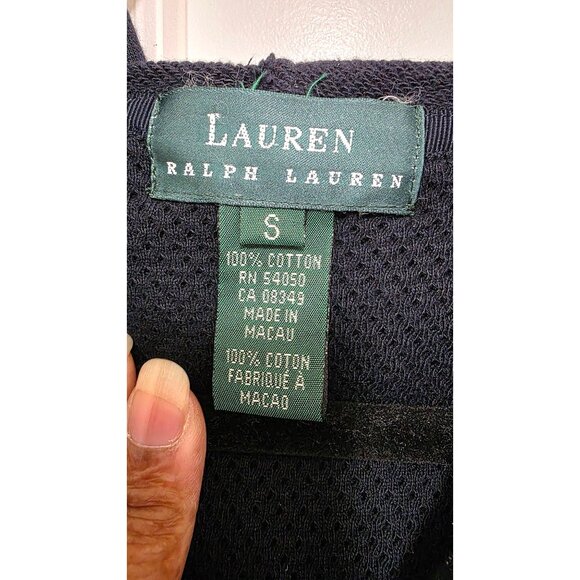 LAUREN
RALPH LAUREN
S
100% COTTON
RN 54050
CA 08349
MADE IN
MACAU
100% COTON
FABRIQUÉ À
MACAO